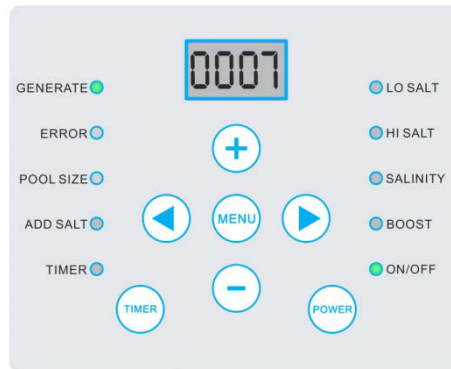 0007
GENERATE
LO SALT
ERROR
HI SALT
+
POOL SIZE
SALINITY
MENU
ADD SALT
BOOST
TIMER
ON/OFF
−
TIMER
POWER